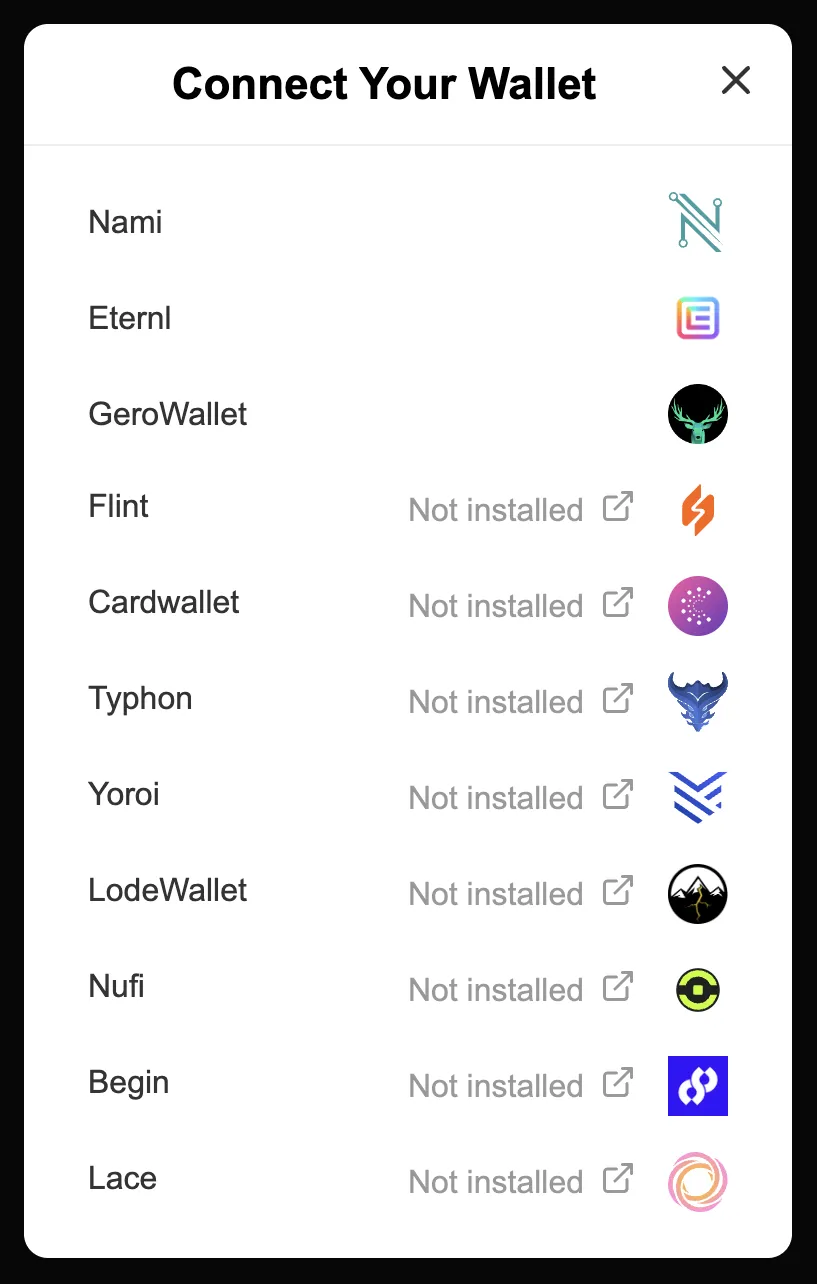 Connect Your Wallet
Nami
Eternl
GeroWallet
Flint Not installed
Cardwallet Not installed
Typhon Not installed
Yoroi Not installed
LodeWallet Not installed
Nufi Not installed
Begin Not installed
Lace Not installed